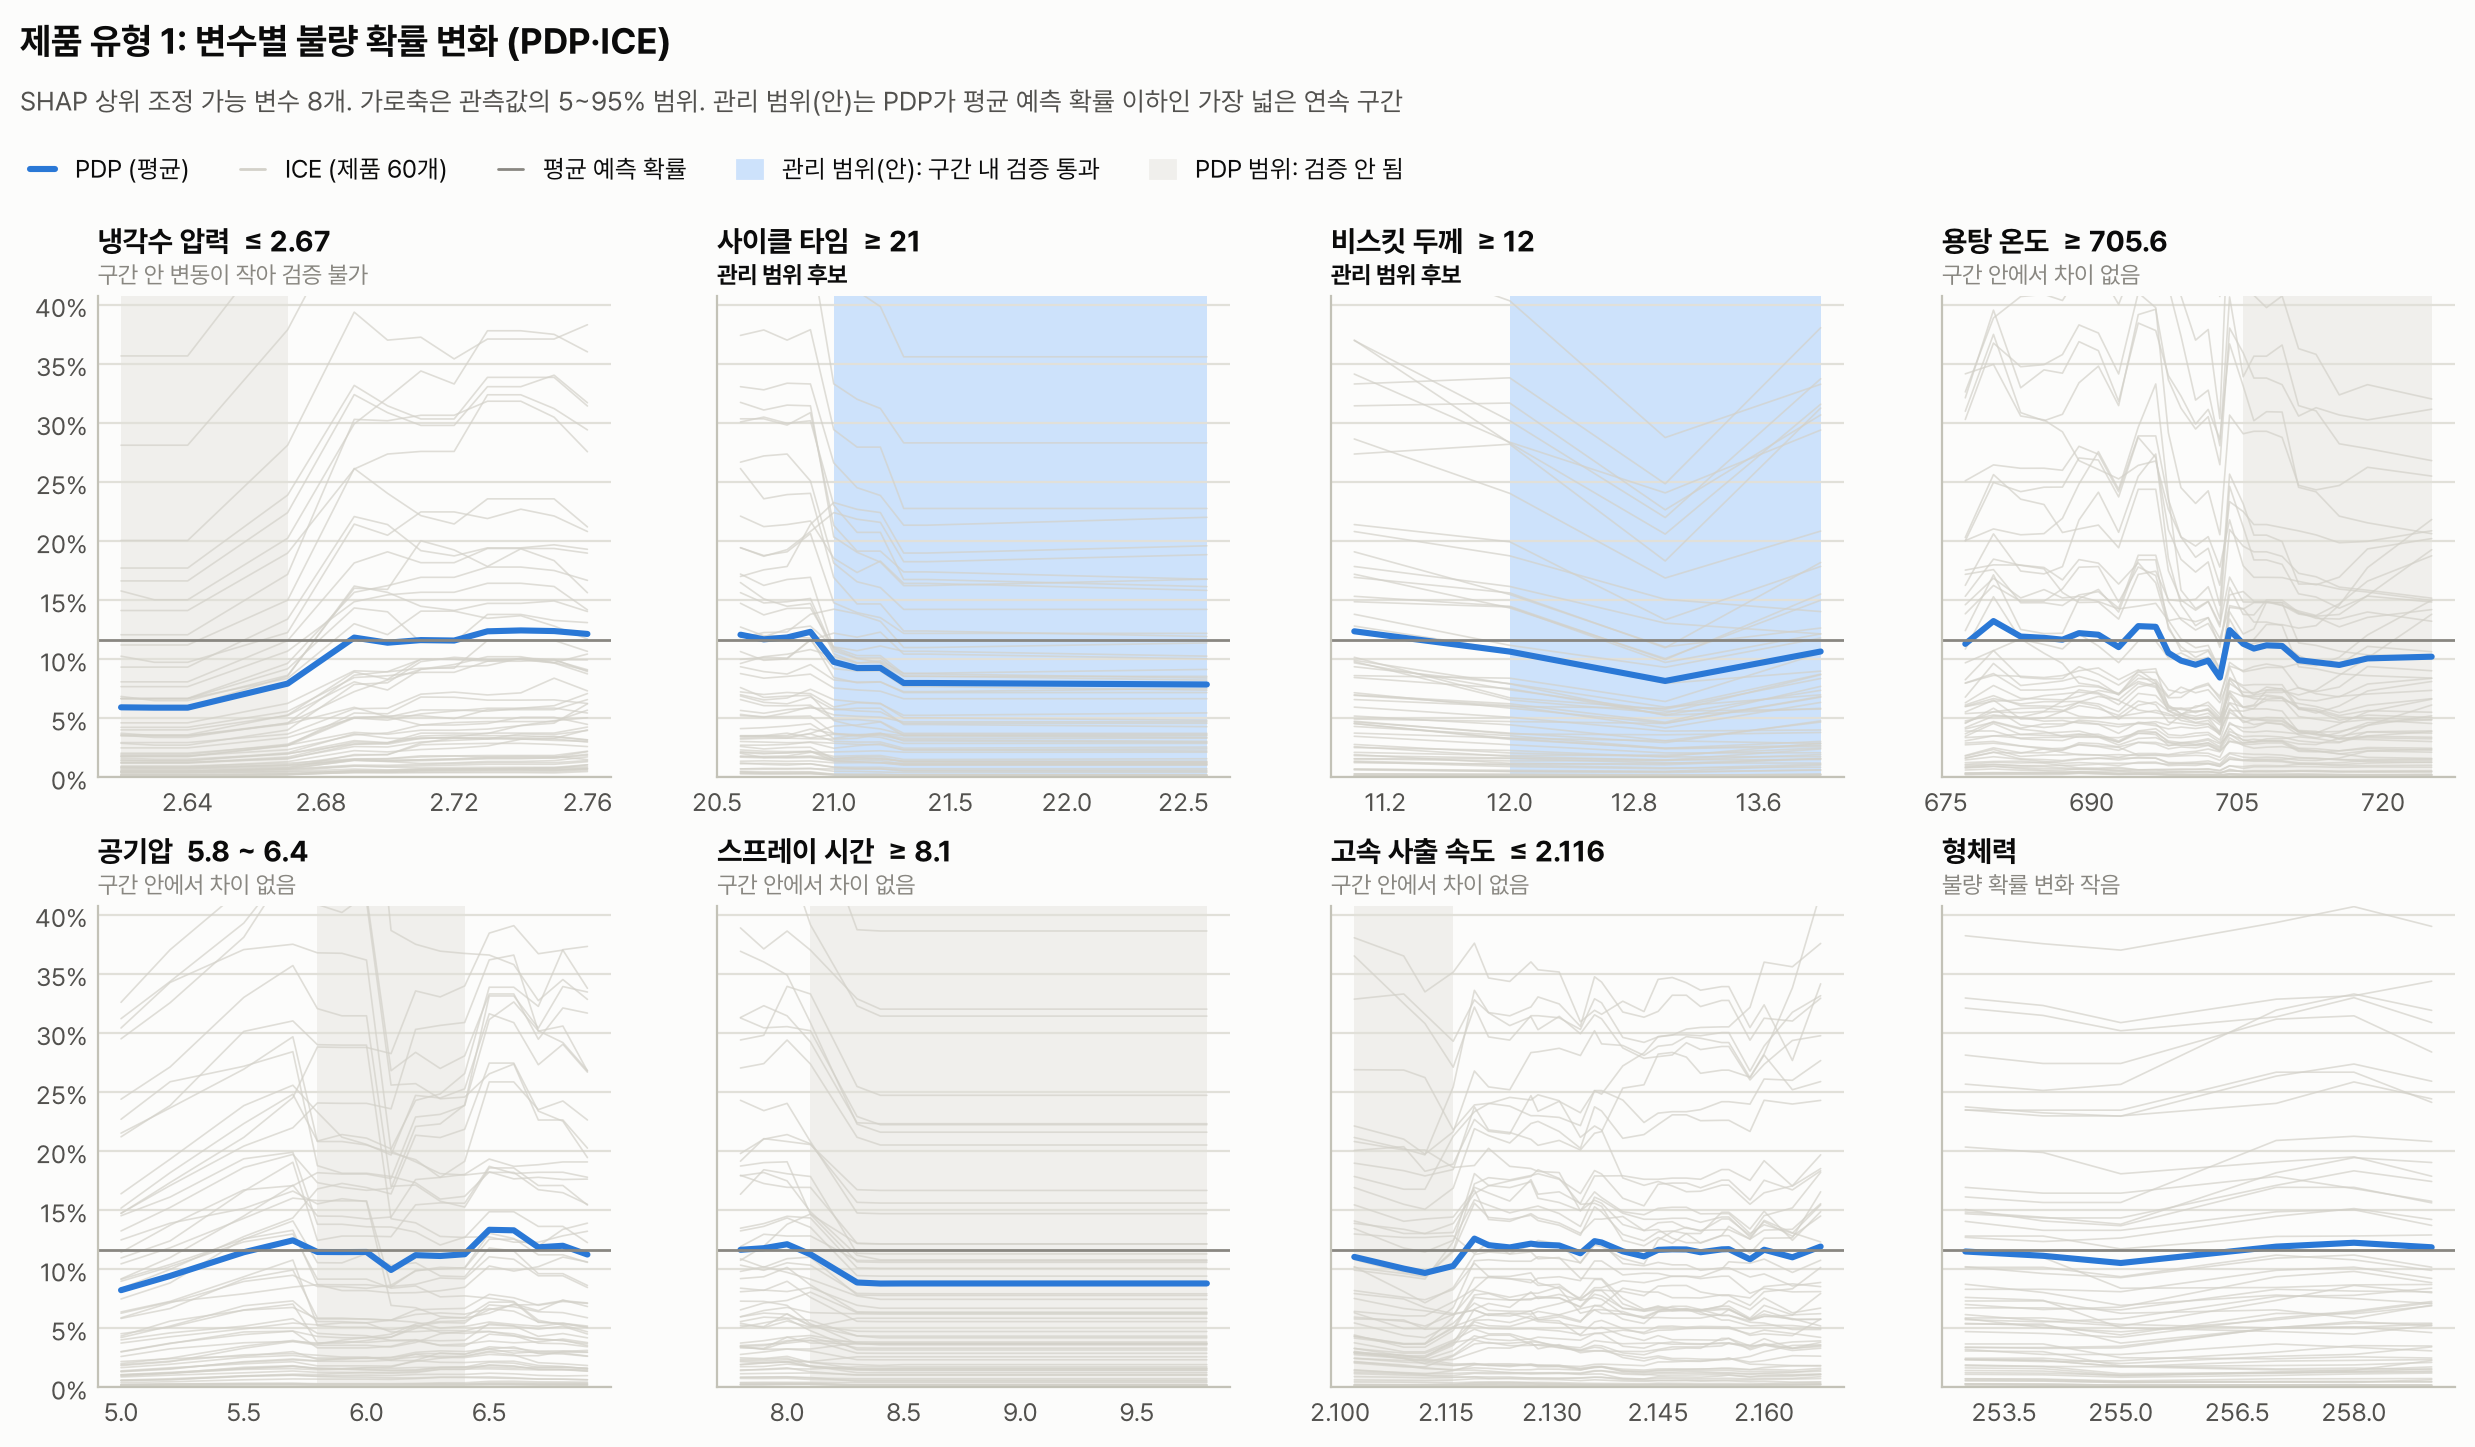 제품 유형 1: 변수별 불량 확률 변화 (PDP·ICE)
SHAP 상위 조정 가능 변수 8개. 가로축은 관측값의 5~95% 범위. 관리 범위(안)는 PDP가 평균 예측 확률 이하인 가장 넓은 연속 구간
PDP (평균) ICE (제품 60개) 평균 예측 확률 관리 범위(안): 구간 내 검증 통과 PDP 범위: 검증 안 됨
냉각수 압력 ≤ 2.67
구간 안 변동이 작아 검증 불가
40%
35%
30%
25%
20%
15%
10%
5%
0%
2.64 2.68 2.72 2.76
사이클 타임 ≥ 21
관리 범위 후보
20.5 21.0 21.5 22.0 22.5
비스킷 두께 ≥ 12
관리 범위 후보
11.2 12.0 12.8 13.6
용탕 온도 ≥ 705.6
구간 안에서 차이 없음
675 690 705 720
공기압 5.8 ~ 6.4
구간 안에서 차이 없음
40%
35%
30%
25%
20%
15%
10%
5%
0%
5.0 5.5 6.0 6.5
스프레이 시간 ≥ 8.1
구간 안에서 차이 없음
8.0 8.5 9.0 9.5
고속 사출 속도 ≤ 2.116
구간 안에서 차이 없음
2.100 2.115 2.130 2.145 2.160
형체력
불량 확률 변화 작음
253.5 255.0 256.5 258.0